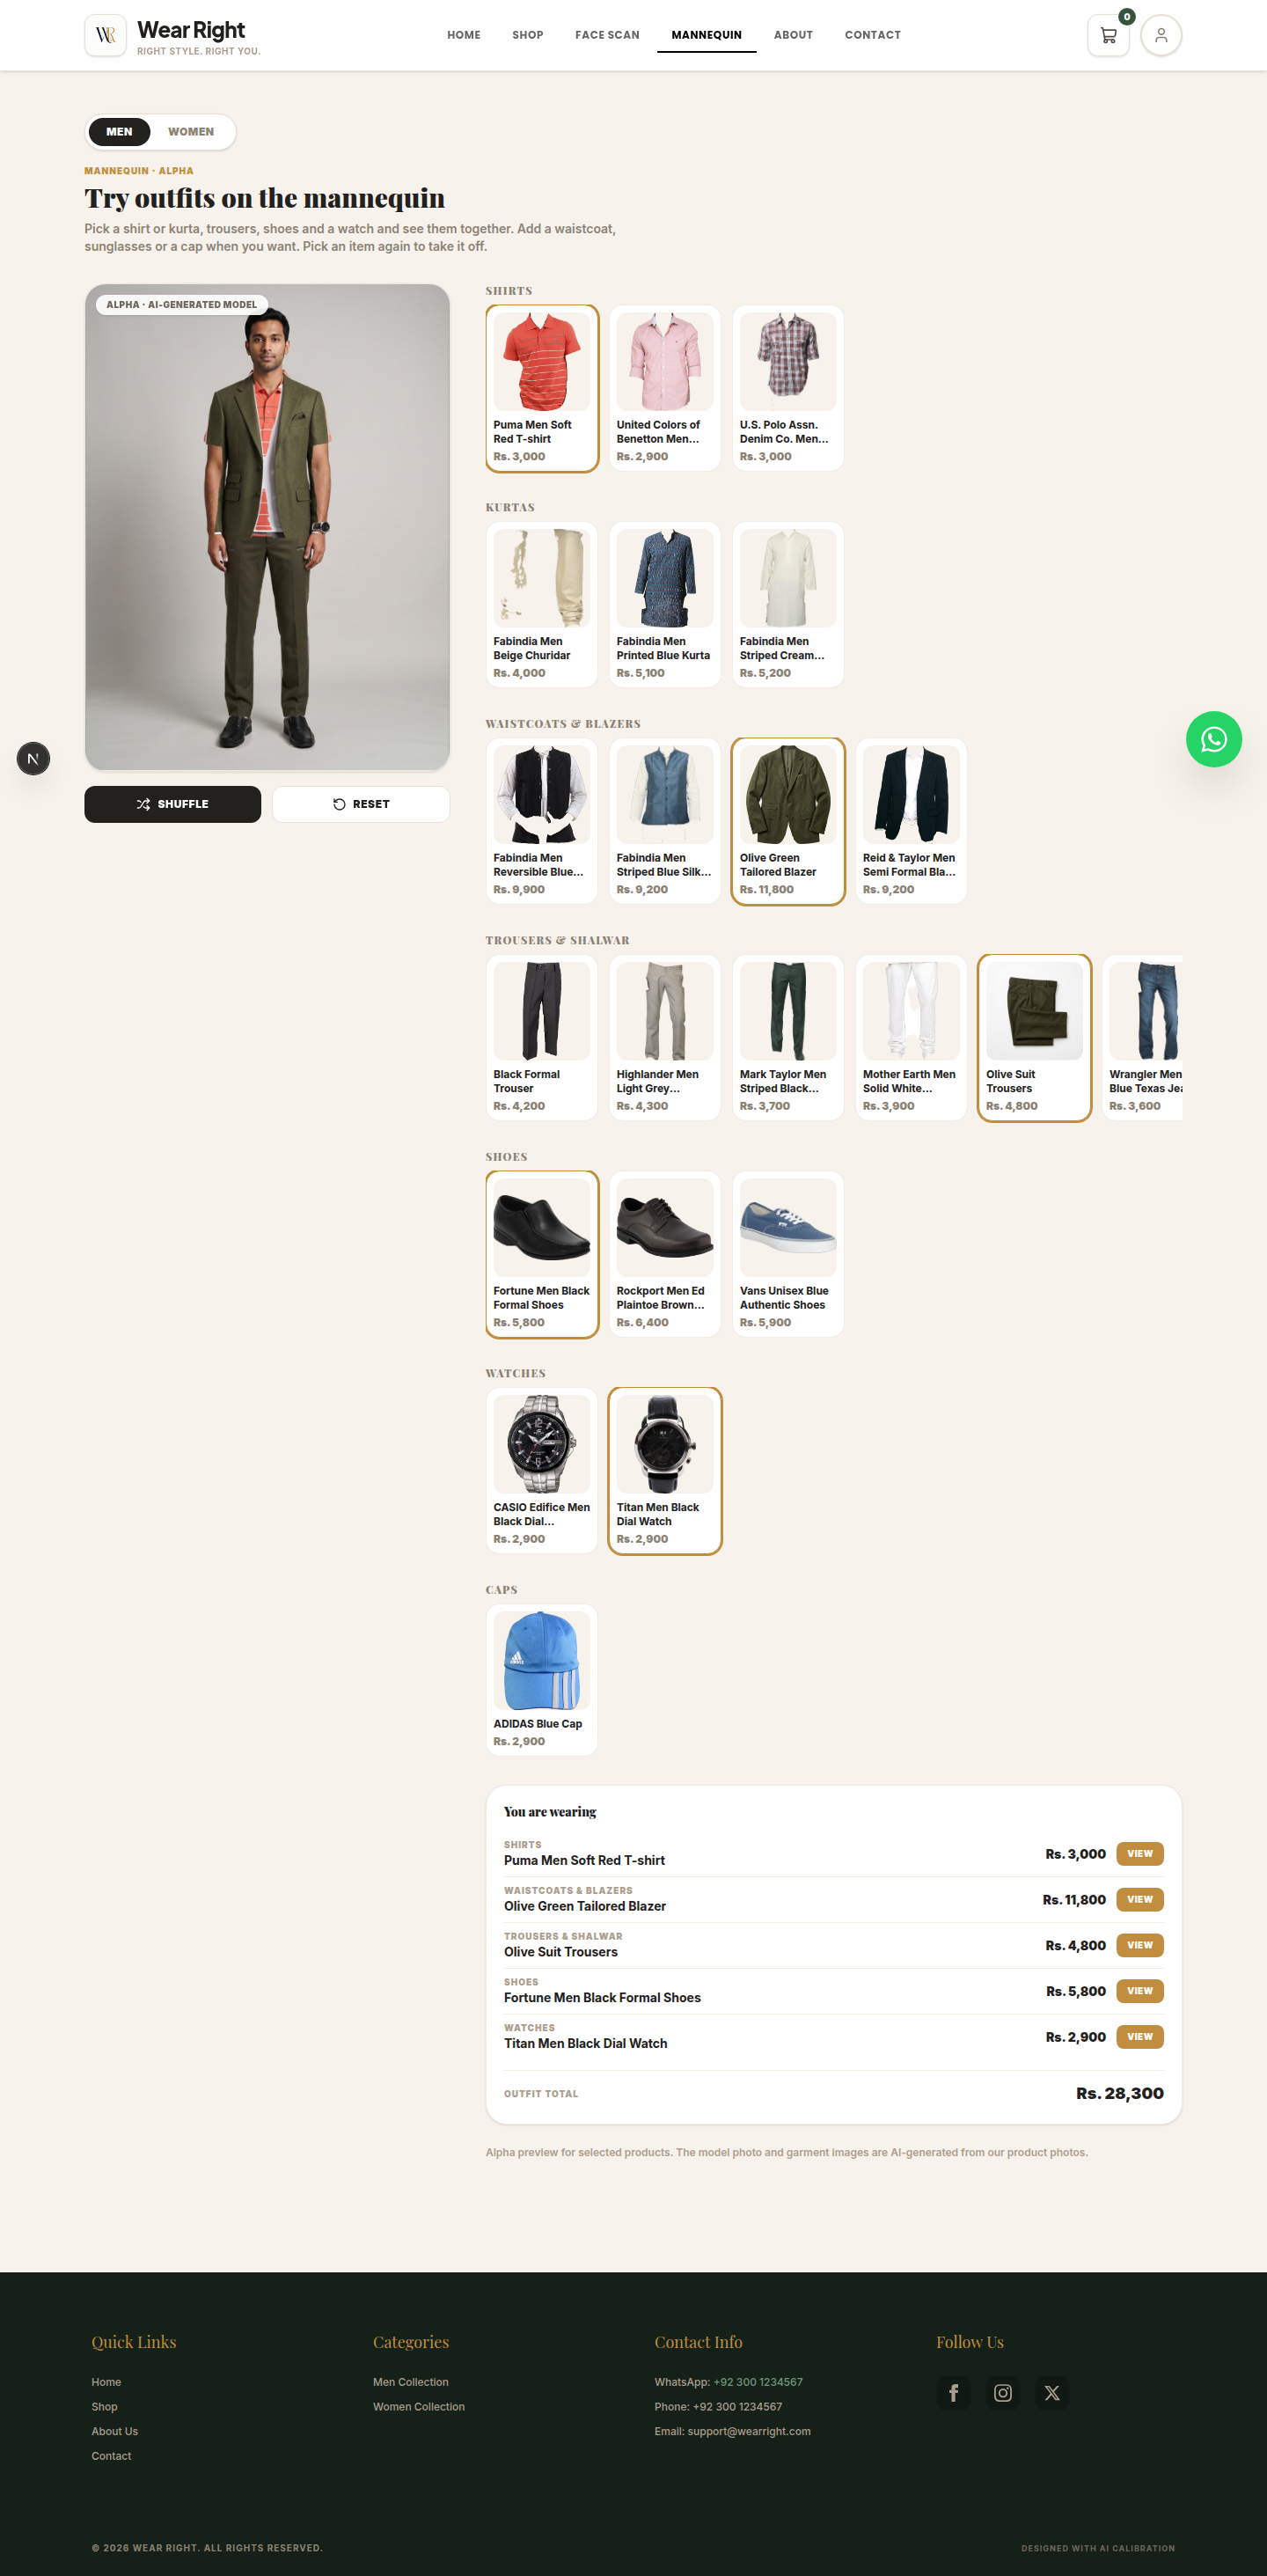 Wear Right
RIGHT STYLE. RIGHT YOU.
HOME
SHOP
FACE SCAN
MANNEQUIN
ABOUT
CONTACT
0
MEN
WOMEN
MANNEQUIN · ALPHA
Try outfits on the mannequin
Pick a shirt or kurta, trousers, shoes and a watch and see them together. Add a waistcoat,
sunglasses or a cap when you want. Pick an item again to take it off.
ALPHA · AI-GENERATED MODEL
SHUFFLE
RESET
SHIRTS
Puma Men Soft
Red T-shirt
Rs. 3,000
United Colors of
Benetton Men...
Rs. 2,900
U.S. Polo Assn.
Denim Co. Men...
Rs. 3,000
KURTAS
Fabindia Men
Beige Churidar
Rs. 4,000
Fabindia Men
Printed Blue Kurta
Rs. 5,100
Fabindia Men
Striped Cream...
Rs. 5,200
WAISTCOATS & BLAZERS
Fabindia Men
Reversible Blue...
Rs. 9,900
Fabindia Men
Striped Blue Silk...
Rs. 9,200
Olive Green
Tailored Blazer
Rs. 11,800
Reid & Taylor Men
Semi Formal Bla...
Rs. 9,200
TROUSERS & SHALWAR
Black Formal
Trouser
Rs. 4,200
Highlander Men
Light Grey...
Rs. 4,300
Mark Taylor Men
Striped Black...
Rs. 3,700
Mother Earth Men
Solid White...
Rs. 3,900
Olive Suit
Trousers
Rs. 4,800
Wrangler Men
Blue Texas Jea
Rs. 3,600
SHOES
Fortune Men Black
Formal Shoes
Rs. 5,800
Rockport Men Ed
Plaintoe Brown...
Rs. 6,400
Vans Unisex Blue
Authentic Shoes
Rs. 5,900
WATCHES
CASIO Edifice Men
Black Dial...
Rs. 2,900
Titan Men Black
Dial Watch
Rs. 2,900
CAPS
adidas
ADIDAS Blue Cap
Rs. 2,900
You are wearing
SHIRTS
Puma Men Soft Red T-shirt
Rs. 3,000
VIEW
WAISTCOATS & BLAZERS
Olive Green Tailored Blazer
Rs. 11,800
VIEW
TROUSERS & SHALWAR
Olive Suit Trousers
Rs. 4,800
VIEW
SHOES
Fortune Men Black Formal Shoes
Rs. 5,800
VIEW
WATCHES
Titan Men Black Dial Watch
Rs. 2,900
VIEW
OUTFIT TOTAL
Rs. 28,300
Alpha preview for selected products. The model photo and garment images are AI-generated from our product photos.
Quick Links
Home
Shop
About Us
Contact
Categories
Men Collection
Women Collection
Contact Info
WhatsApp: +92 300 1234567
Phone: +92 300 1234567
Email: support@wearright.com
Follow Us
© 2026 WEAR RIGHT. ALL RIGHTS RESERVED.
DESIGNED WITH AI CALIBRATION